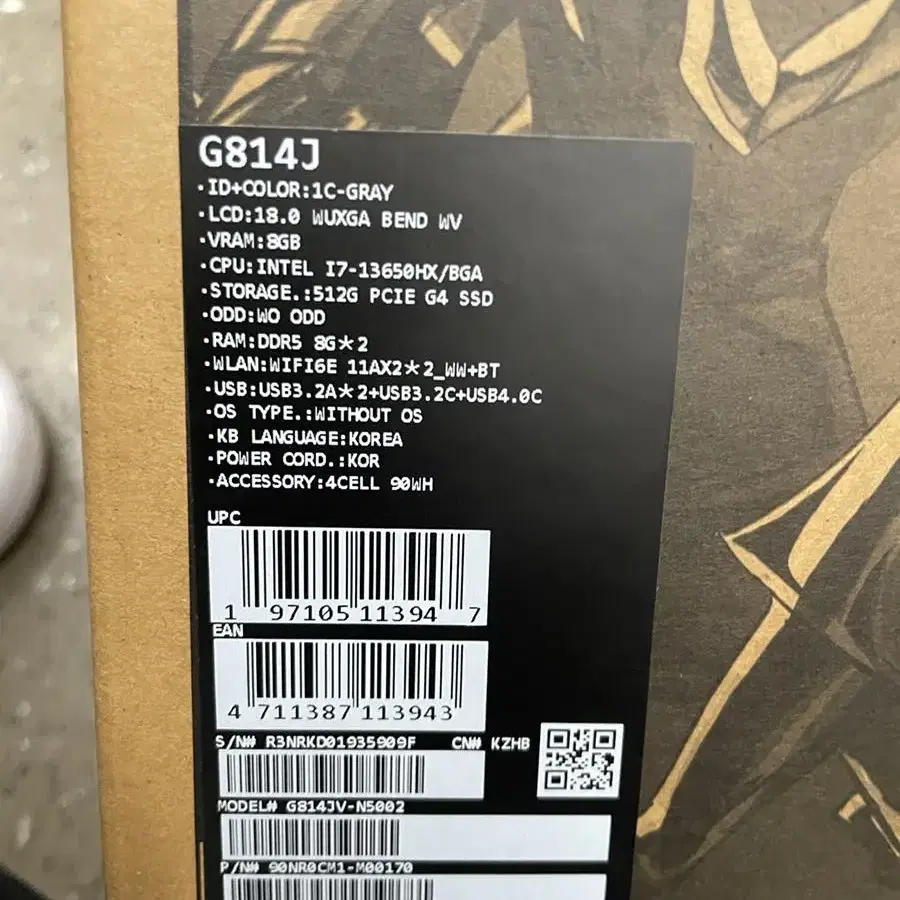 G814J
·ID+COLOR:1C-GRAY
·LCD:18.0 WUXGA BEND WV
·VRAM:8GB
·CPU:INTEL I7-13650HX/BGA
·STORAGE.:512G PCIE G4 SSD
·ODD:WO ODD
·RAM:DDR5 8G*2
·WLAN:WIFI6E 11AX2*2_WW+BT
·USB:USB3.2A*2+USB3.2C+USB4.0C
·OS TYPE.:WITHOUT OS
·KB LANGUAGE:KOREA
·POWER CORD.:KOR
·ACCESSORY:4CELL 90WH
UPC
1 97105 11394 7
EAN
4 711387 113943
S/N# R3NRKD01935909F CN# KZHB
MODEL# G814JV-N5002
P/N# 90NR0CM1-M00170